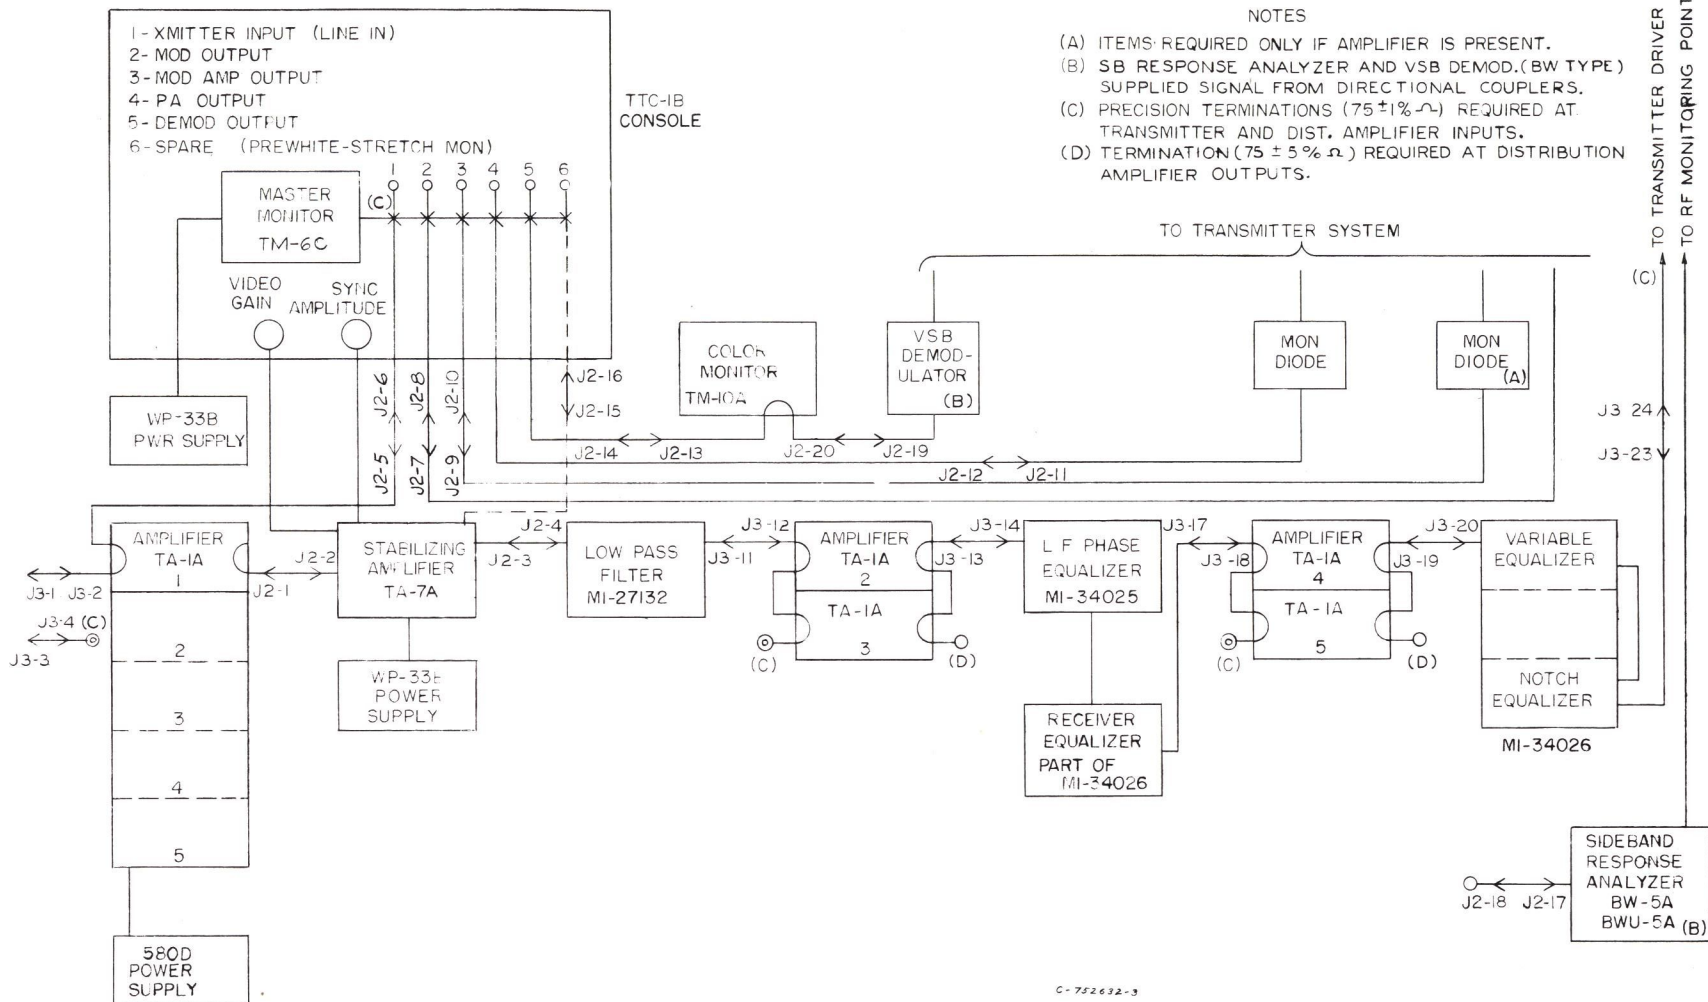 1- XMITTER INPUT (LINE IN)
2- MOD OUTPUT
3- MOD AMP OUTPUT
4- PA OUTPUT
5- DEMOD OUTPUT
6- SPARE (PREWHITE-STRETCH MON)
TTC-1B
CONSOLE
MASTER
MONITOR
TM-6C
(C)
1 2 3 4 5 6
VIDEO
GAIN
SYNC
AMPLITUDE
WP-33B
PWR SUPPLY
NOTES
(A) ITEMS REQUIRED ONLY IF AMPLIFIER IS PRESENT.
(B) SB RESPONSE ANALYZER AND VSB DEMOD.(BW TYPE)
SUPPLIED SIGNAL FROM DIRECTIONAL COUPLERS.
(C) PRECISION TERMINATIONS (75 ±1% Ω) REQUIRED AT
TRANSMITTER AND DIST. AMPLIFIER INPUTS.
(D) TERMINATION (75 ± 5% Ω) REQUIRED AT DISTRIBUTION
AMPLIFIER OUTPUTS.
TO TRANSMITTER DRIVER
TO RF MONITORING POINT
(C)
TO TRANSMITTER SYSTEM
COLOR
MONITOR
TM-10A
VSB
DEMOD-
ULATOR
(B)
MON
DIODE
MON
DIODE
(A)
J2-6
J2-8
J2-10
J2-16
J2-15
J2-5
J2-7
J2-9
J2-14
J2-13
J2-20
J2-19
J2-12
J2-11
J3 24
J3-23
AMPLIFIER
TA-1A
1
J3-1
J3-2
J3-4 (C)
J3-3
2
3
4
5
580D
POWER
SUPPLY
J2-2
J2-1
STABILIZING
AMPLIFIER
TA-7A
WP-33B
POWER
SUPPLY
J2-4
J2-3
LOW PASS
FILTER
MI-27132
J3-12
J3-11
AMPLIFIER
TA-1A
2
TA-1A
3
(C)
(D)
J3-14
J3-13
L F PHASE
EQUALIZER
MI-34025
RECEIVER
EQUALIZER
PART OF
MI-34026
J3-17
J3-18
AMPLIFIER
TA-1A
4
TA-1A
5
(C)
(D)
J3-20
J3-19
VARIABLE
EQUALIZER
NOTCH
EQUALIZER
MI-34026
J2-18
J2-17
SIDEBAND
RESPONSE
ANALYZER
BW-5A
BWU-5A
(B)
C-752632-3